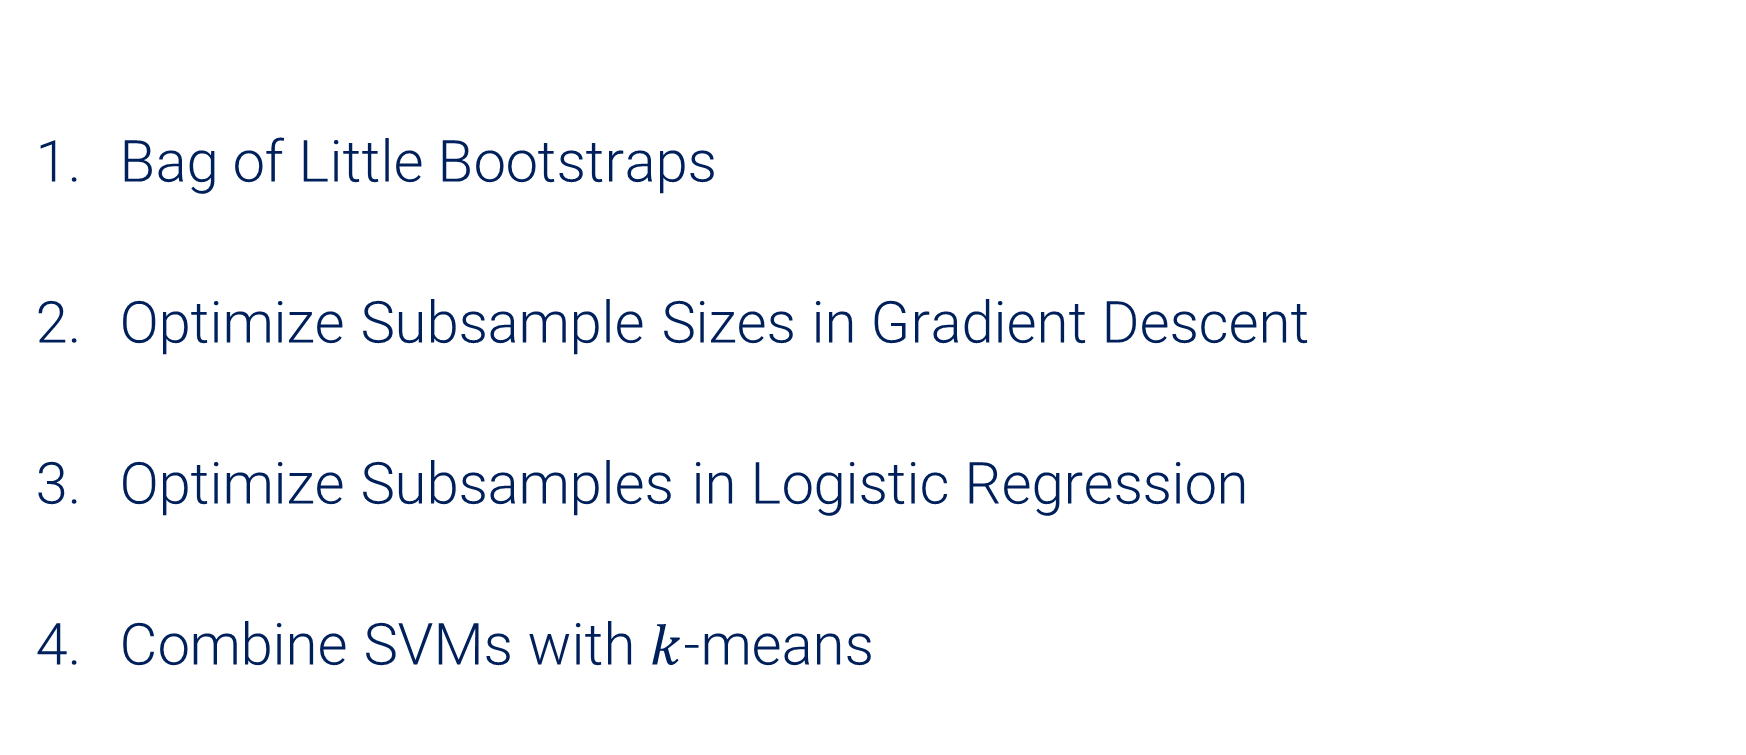 1. Bag of Little Bootstraps
2. Optimize Subsample Sizes in Gradient Descent
3. Optimize Subsamples in Logistic Regression
4. Combine SVMs with k-means